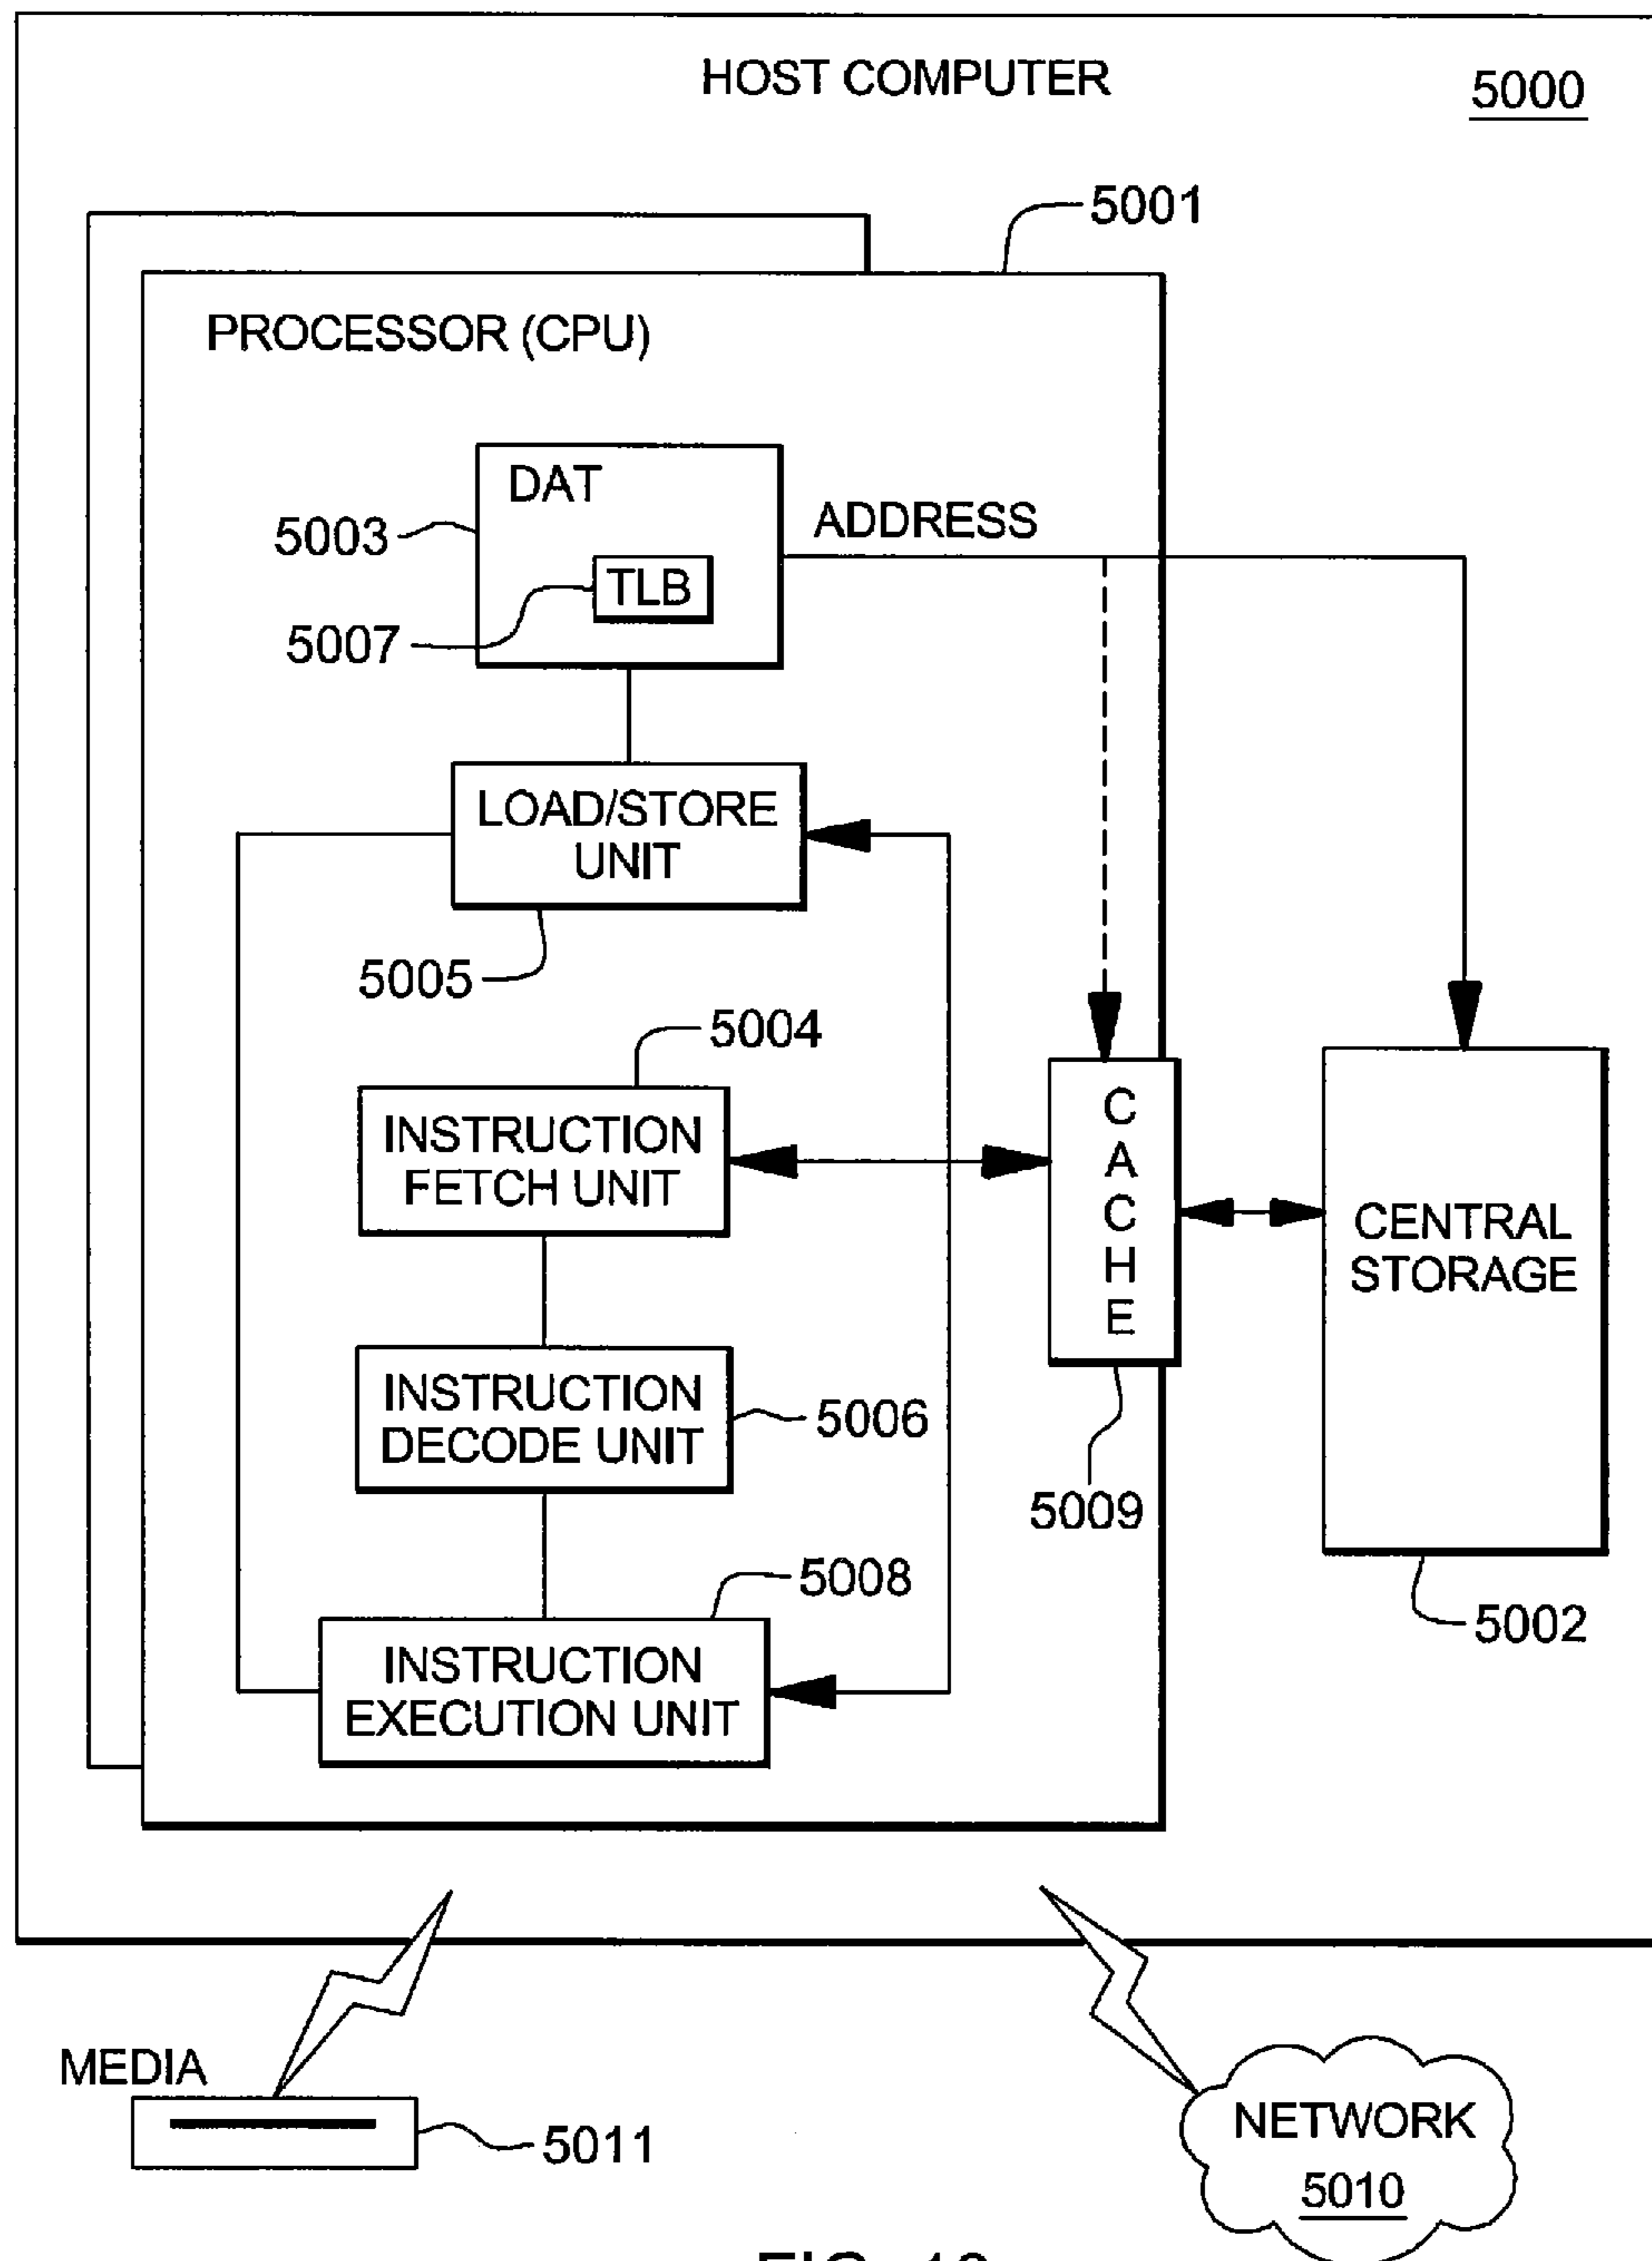 HOST COMPUTER
5000
5001
PROCESSOR (CPU)
DAT
5003
ADDRESS
TLB
5007
LOAD/STORE
UNIT
5005
5004
INSTRUCTION
FETCH UNIT
CACHE
CENTRAL
STORAGE
INSTRUCTION
DECODE UNIT
5006
5009
5008
5002
INSTRUCTION
EXECUTION UNIT
MEDIA
5011
NETWORK
5010